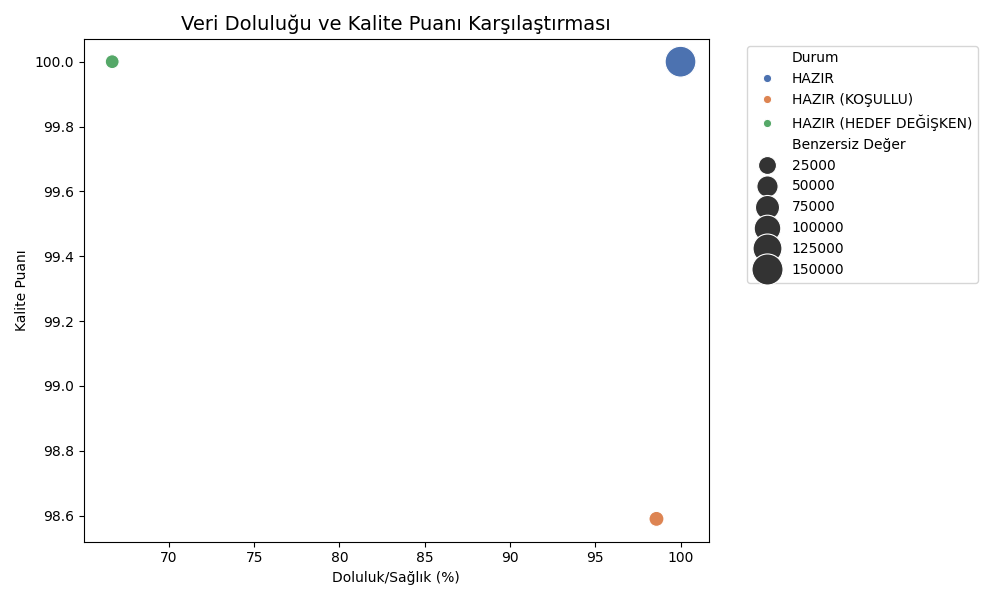 Veri Doluluğu ve Kalite Puanı Karşılaştırması
Kalite Puanı
100.0
99.8
99.6
99.4
99.2
99.0
98.8
98.6
70
75
80
85
90
95
100
Doluluk/Sağlık (%)
Durum
HAZIR
HAZIR (KOŞULLU)
HAZIR (HEDEF DEĞİŞKEN)
Benzersiz Değer
25000
50000
75000
100000
125000
150000